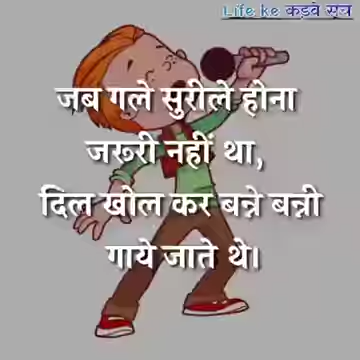 Life ke कड़वे सच
जब गले सुरीले होना
जरूरी नहीं था,
दिल खोल कर बन्ने बन्नी
गाये जाते थे।